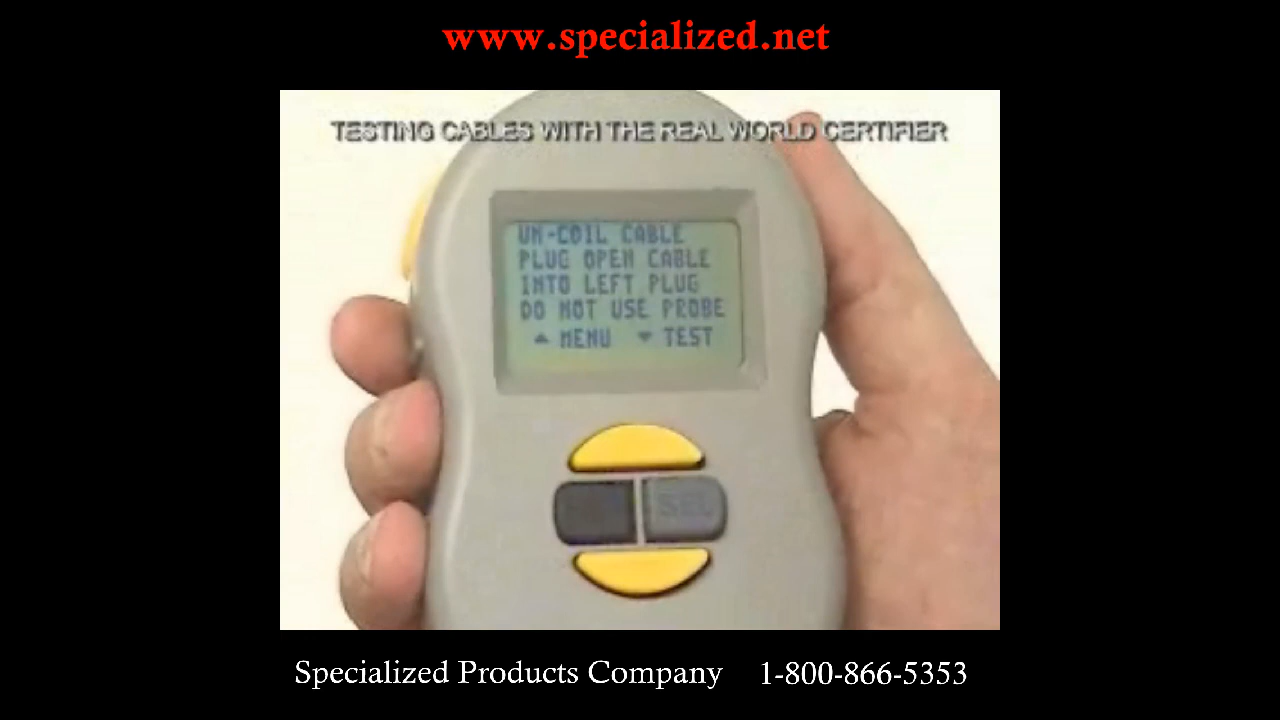 www.specialized.net
TESTING CABLES WITH THE REAL WORLD CERTIFIER
UN-COIL CABLE
PLUG OPEN CABLE
INTO LEFT PLUG
DO NOT USE PROBE
▲ MENU ▼ TEST
SEL
Specialized Products Company 1-800-866-5353